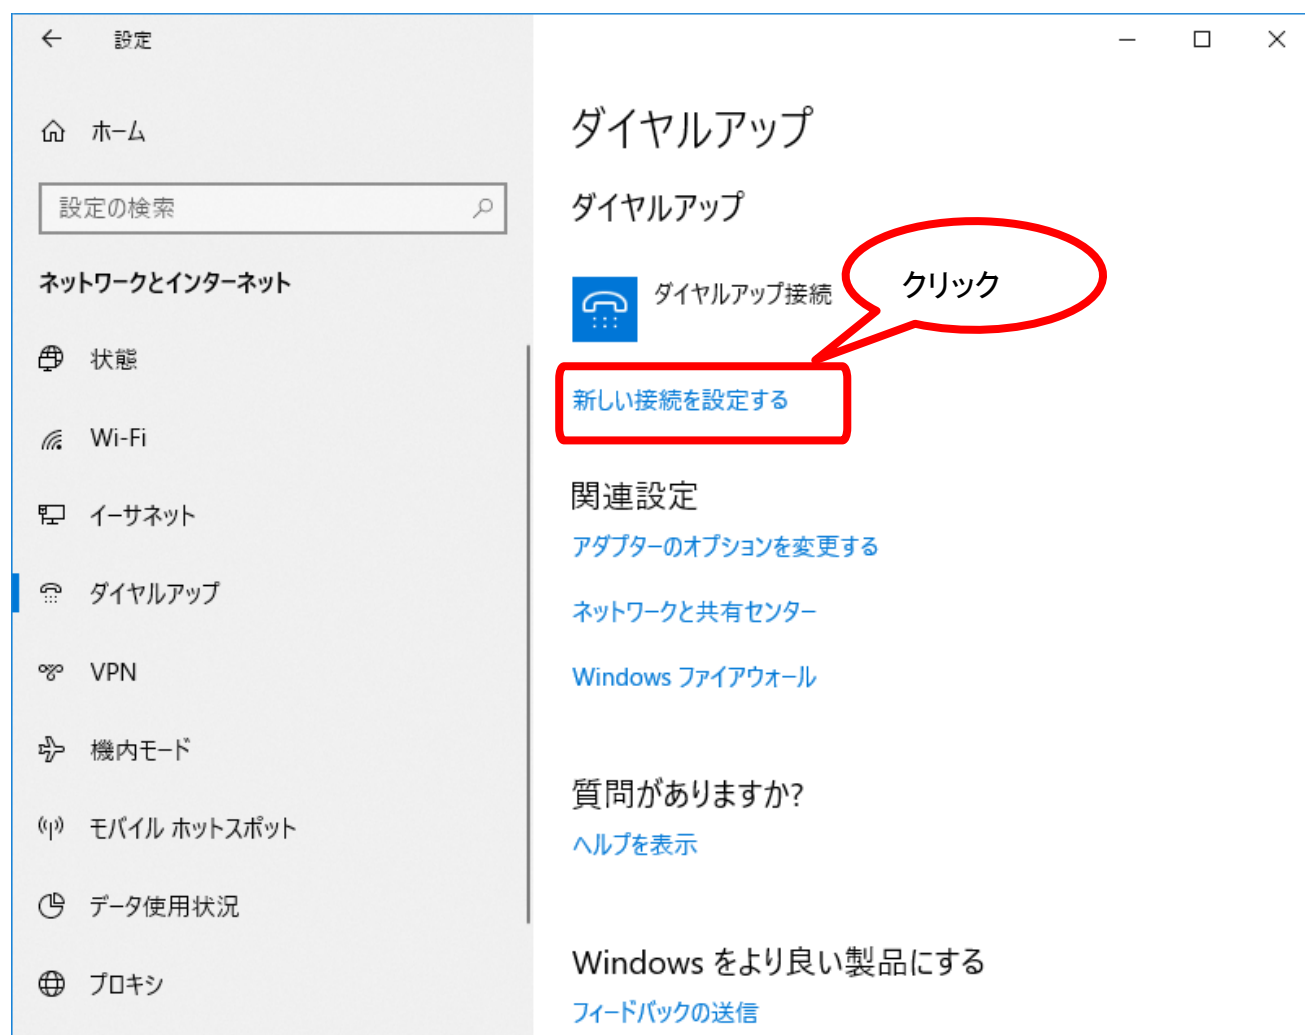 設定
ホーム
設定の検索
ネットワークとインターネット
状態
Wi-Fi
イーサネット
ダイヤルアップ
VPN
機内モード
モバイル ホットスポット
データ使用状況
プロキシ
ダイヤルアップ
ダイヤルアップ
ダイヤルアップ接続
クリック
新しい接続を設定する
関連設定
アダプターのオプションを変更する
ネットワークと共有センター
Windows ファイアウォール
質問がありますか?
ヘルプを表示
Windows をより良い製品にする
フィードバックの送信